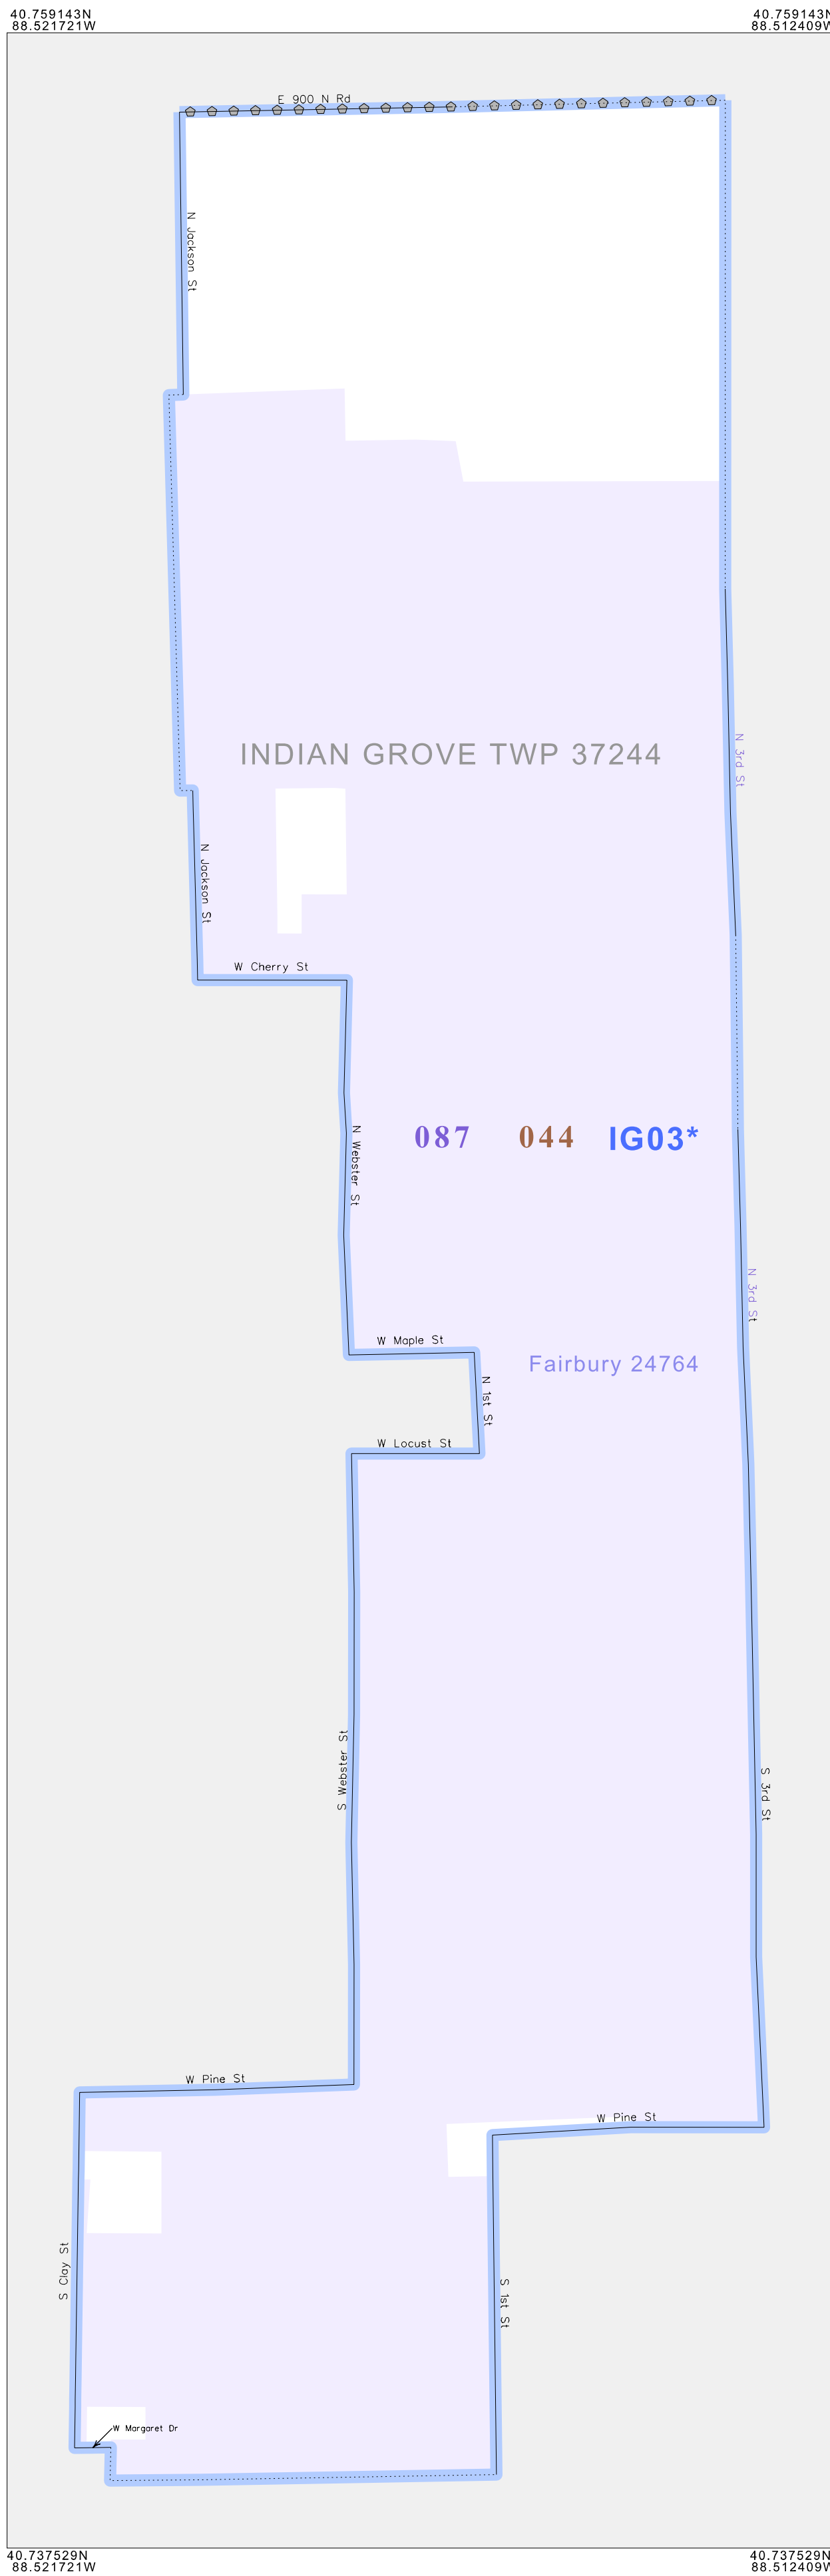 40.759143N
88.521721W
40.759143N
88.512409W
E 900 N Rd
N Jackson St
INDIAN GROVE TWP 37244
N 3rd St
N Jackson St
W Cherry St
087
044
IG03*
N Webster St
N 3rd St
W Maple St
Fairbury 24764
N 1st St
W Locust St
S Webster St
S 3rd St
W Pine St
W Pine St
S Clay St
S 1st St
W Margaret Dr
40.737529N
88.521721W
40.737529N
88.512409W